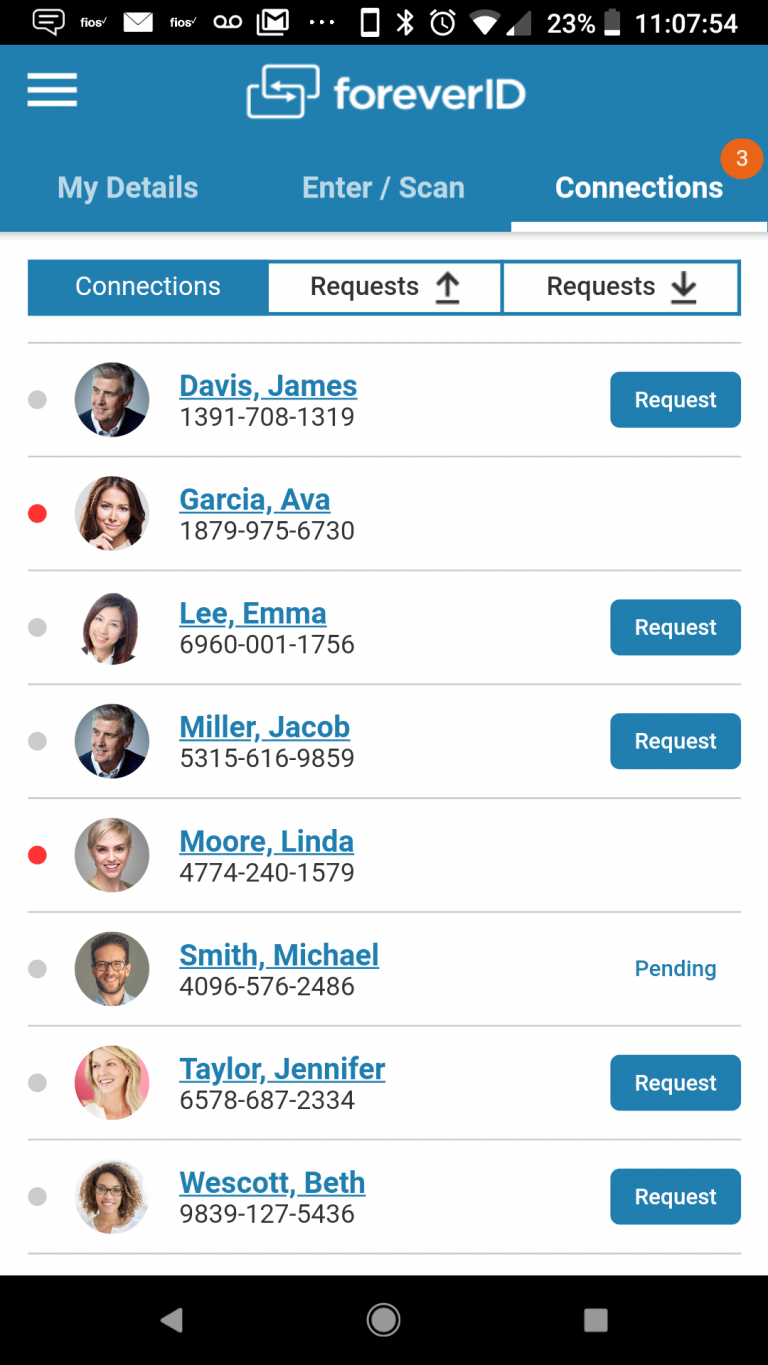 fios✓ fios✓ ... 23% 11:07:54
foreverID
3
My Details Enter / Scan Connections
Connections Requests Requests
Davis, James
1391-708-1319 Request
Garcia, Ava
1879-975-6730
Lee, Emma
6960-001-1756 Request
Miller, Jacob
5315-616-9859 Request
Moore, Linda
4774-240-1579
Smith, Michael
4096-576-2486 Pending
Taylor, Jennifer
6578-687-2334 Request
Wescott, Beth
9839-127-5436 Request